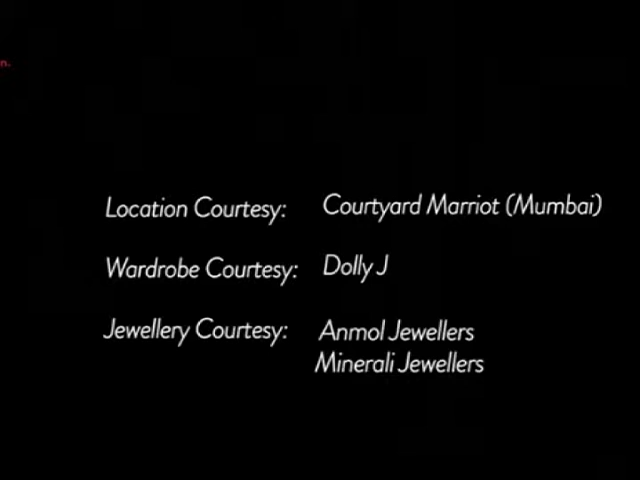 n.
Location Courtesy: Courtyard Marriot (Mumbai)
Wardrobe Courtesy: Dolly J
Jewellery Courtesy: Anmol Jewellers
Minerali Jewellers